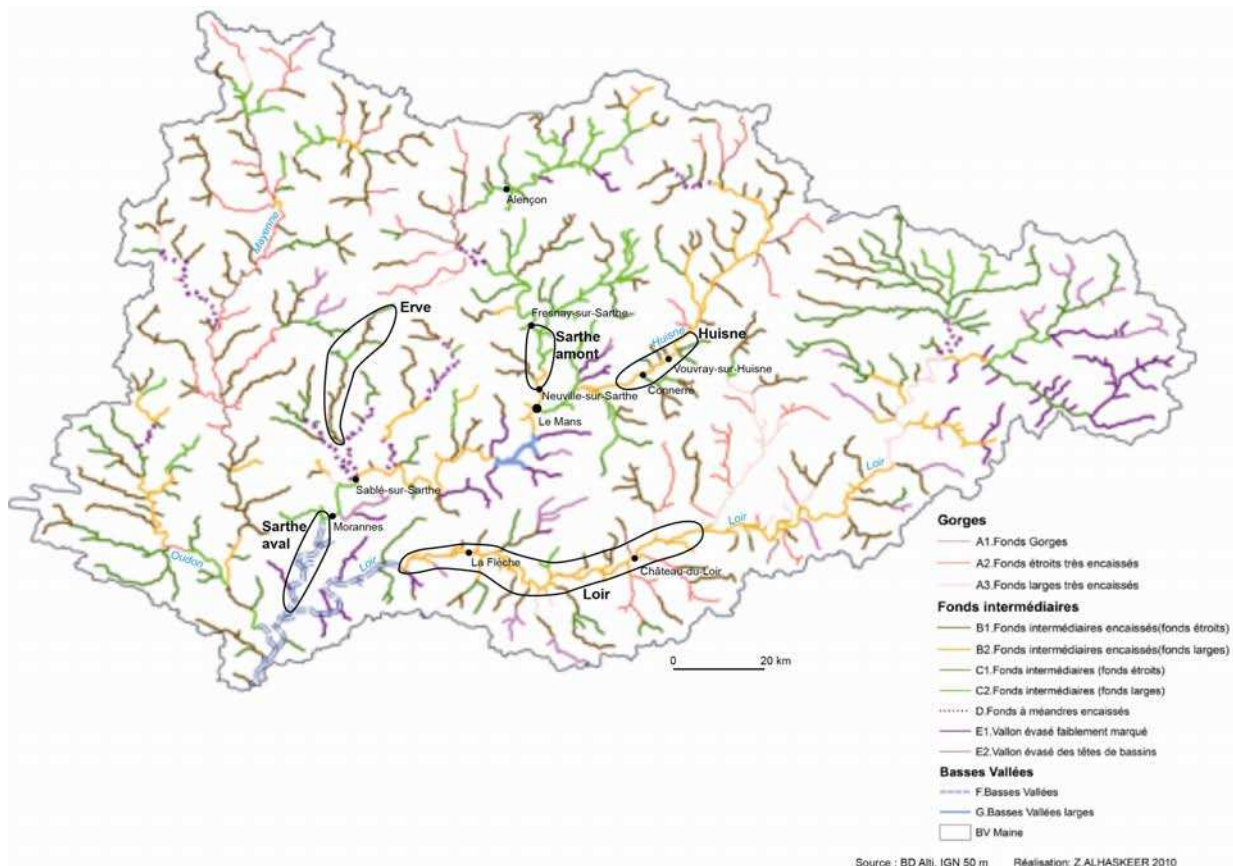 Alençon
Mayenne
Erve
Fresnay-sur-Sarthe
Sarthe
amont
Huisne
Huisne
Vouvray-sur-Huisne
Connerré
Neuville-sur-Sarthe
Le Mans
Sablé-sur-Sarthe
Morannes
Sarthe
aval
Oudon
Loir
La Flèche
Loir
Château-du-Loir
Loir
Loir
0 20 km
Gorges
A1.Fonds Gorges
A2.Fonds étroits très encaissés
A3.Fonds larges très encaissés
Fonds intermédiaires
B1.Fonds intermédiaires encaissés(fonds étroits)
B2.Fonds intermédiaires encaissés(fonds larges)
C1.Fonds intermédiaires (fonds étroits)
C2.Fonds intermédiaires (fonds larges)
D.Fonds à méandres encaissés
E1.Vallon évasé faiblement marqué
E2.Vallon évasé des têtes de bassins
Basses Vallées
F.Basses Vallées
G.Basses Vallées larges
BV Maine
Source : BD Alti, IGN 50 m Réalisation: Z.ALHASKEER 2010